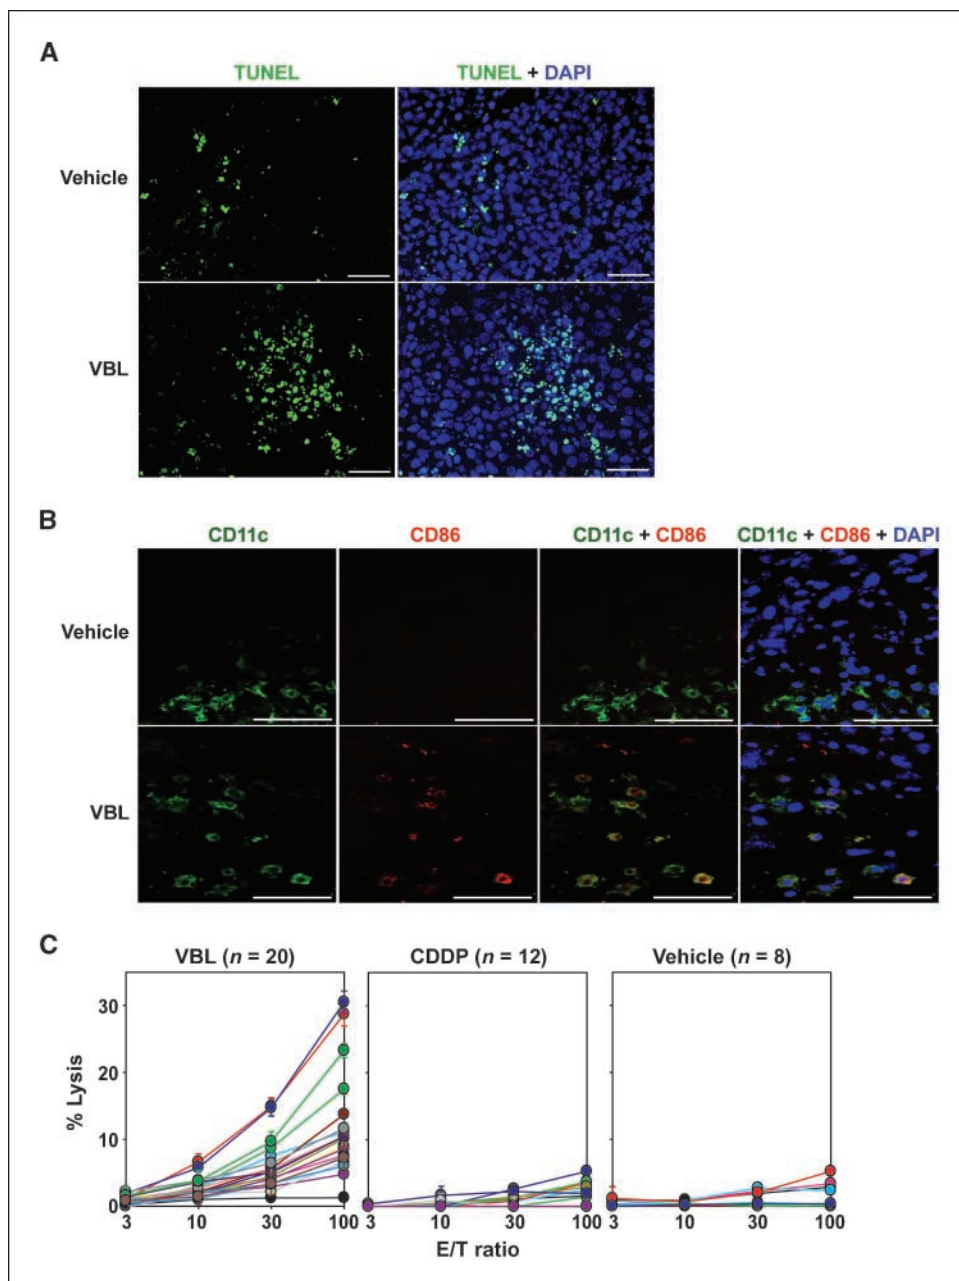 A
TUNEL TUNEL + DAPI
Vehicle
VBL
B
CD11c CD86 CD11c + CD86 CD11c + CD86 + DAPI
Vehicle
VBL
C
VBL (n = 20) CDDP (n = 12) Vehicle (n = 8)
% Lysis
30
20
10
0
3 10 30 100 3 10 30 100 3 10 30 100
E/T ratio